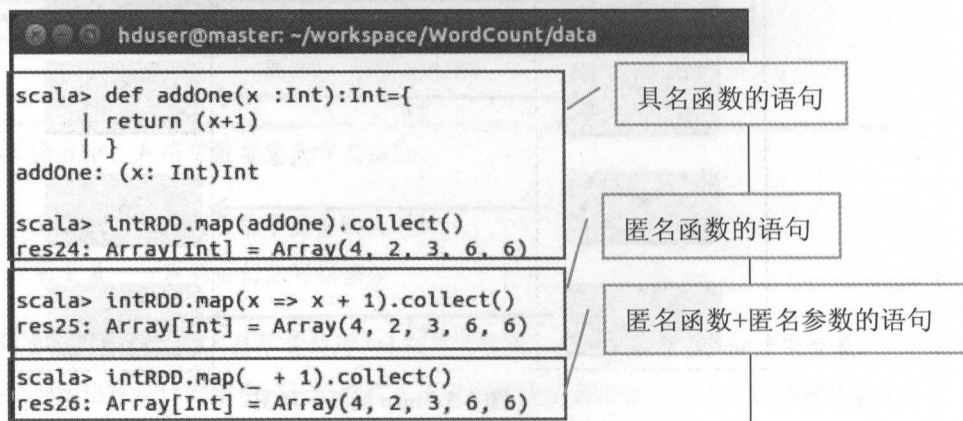 hduser@master: ~/workspace/WordCount/data
scala> def addOne(x :Int):Int={
| return (x+1)
| }
addOne: (x: Int)Int
scala> intRDD.map(addOne).collect()
res24: Array[Int] = Array(4, 2, 3, 6, 6)
scala> intRDD.map(x => x + 1).collect()
res25: Array[Int] = Array(4, 2, 3, 6, 6)
scala> intRDD.map(_ + 1).collect()
res26: Array[Int] = Array(4, 2, 3, 6,6)
具名函数的语句
匿名函数的语句
匿名函数+匿名参数的语句